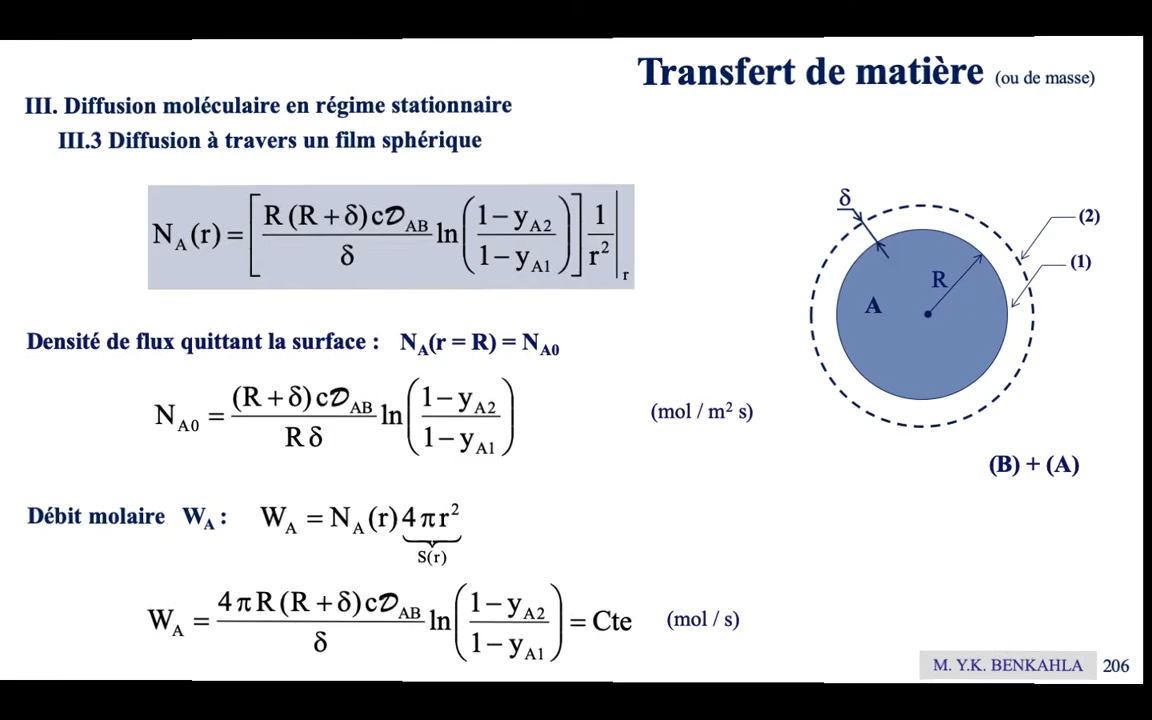 Transfert de matière (ou de masse)
III. Diffusion moléculaire en régime stationnaire
III.3 Diffusion à travers un film sphérique
N_A(r) = [ R (R + δ) c𝒟_AB / δ ln( (1 − y_A2) / (1 − y_A1) ) ] 1 / r² |_r
δ
(2)
(1)
R
A
(B) + (A)
Densité de flux quittant la surface : N_A(r = R) = N_A0
N_A0 = (R + δ) c𝒟_AB / R δ ln( (1 − y_A2) / (1 − y_A1) ) (mol / m² s)
Débit molaire W_A : W_A = N_A(r) 4 π r²
S(r)
W_A = 4 π R (R + δ) c𝒟_AB / δ ln( (1 − y_A2) / (1 − y_A1) ) = Cte (mol / s)
M. Y.K. BENKAHLA 206